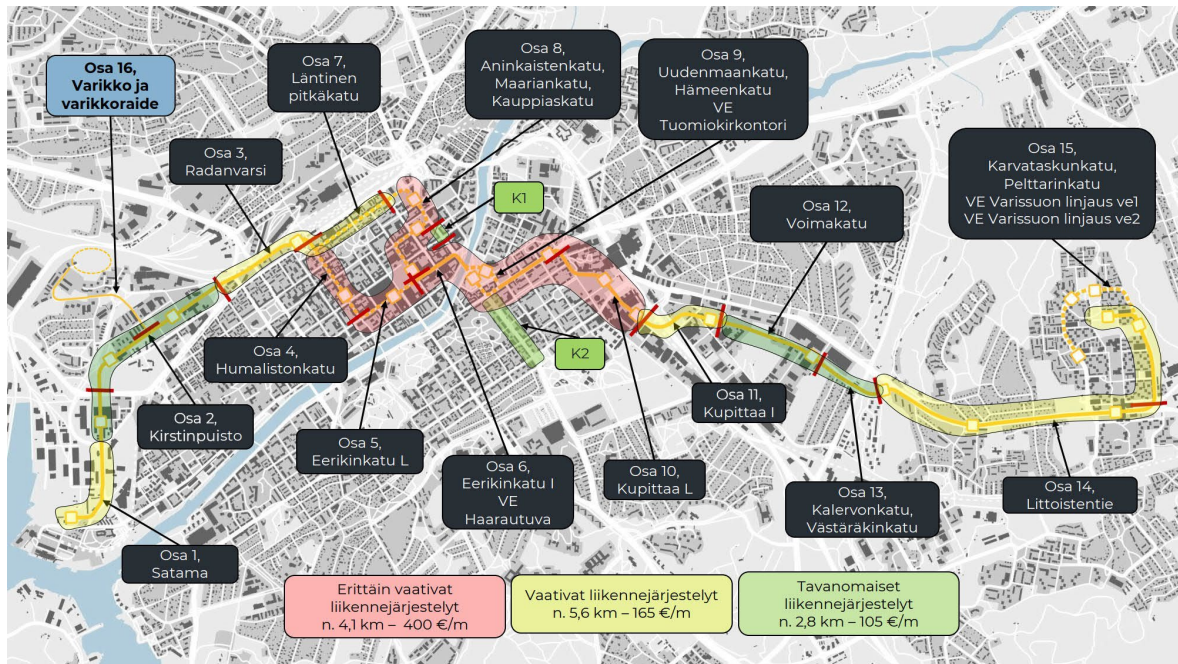 Osa 16,
Varikko ja
varikkoraide
Osa 7,
Läntinen
pitkäkatu
Osa 8,
Aninkaistenkatu,
Maariankatu,
Kauppiaskatu
Osa 9,
Uudenmaankatu,
Hämeenkatu
VE
Tuomiokirkontori
Osa 3,
Radanvarsi
K1
Osa 12,
Voimakatu
Osa 15,
Karvataskunkatu,
Pelttarinkatu
VE Varissuon linjaus ve1
VE Varissuon linjaus ve2
Osa 4,
Humalistonkatu
K2
Osa 2,
Kirstinpuisto
Osa 5,
Eerikinkatu L
Osa 6,
Eerikinkatu I
VE
Haarautuva
Osa 10,
Kupittaa L
Osa 11,
Kupittaa I
Osa 13,
Kalervonkatu,
Västäräkinkatu
Osa 14,
Littoistentie
Osa 1,
Satama
Erittäin vaativat
liikennejärjestelyt
n. 4,1 km – 400 €/m
Vaativat liikennejärjestelyt
n. 5,6 km – 165 €/m
Tavanomaiset
liikennejärjestelyt
n. 2,8 km – 105 €/m